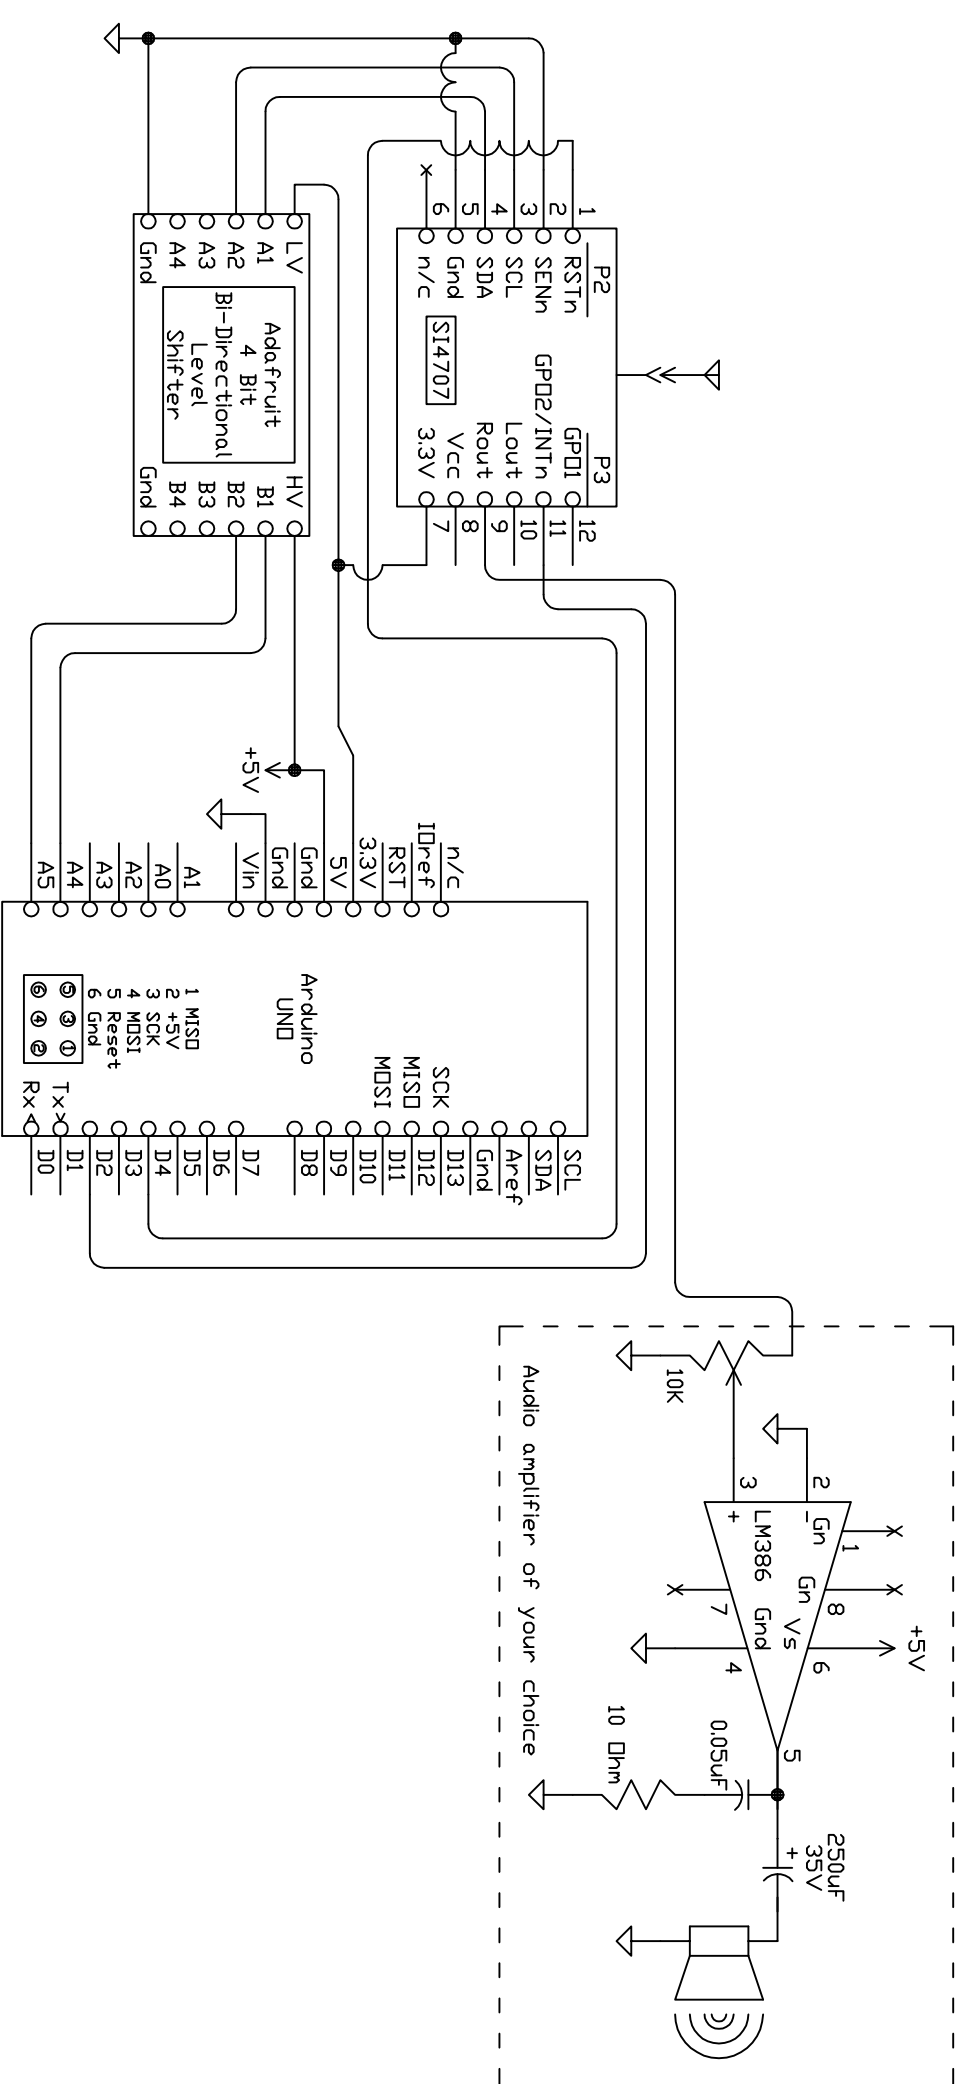 P2
P3
1
2
3
4
5
6
RSTn
SENn
SCL
SDA
Gnd
n/c
SI4707
GPO1
GPO2/INTn
Lout
Rout
Vcc
3.3V
12
11
10
9
8
7
LV
A1
A2
A3
A4
Gnd
Adafruit
4 Bit
Bi-Directional
Level
Shifter
HV
B1
B2
B3
B4
Gnd
+5V
n/c
IOref
RST
3.3V
5V
Gnd
Gnd
Vin
A1
A0
A2
A3
A4
A5
Arduino
UNO
1 MISO
2 +5V
3 SCK
4 MOSI
5 Reset
6 Gnd
5 3 1
6 4 2
SCK
MISO
MOSI
Tx>
Rx<
SCL
SDA
Aref
Gnd
D13
D12
D11
D10
D9
D8
D7
D6
D5
D4
D3
D2
D1
D0
10K
2
3
-
+
Gn
LM386
Gn
Vs
Gnd
1
8
6
7
4
5
+5V
0.05uF
10 Ohm
250uF
35V
+
Audio amplifier of your choice